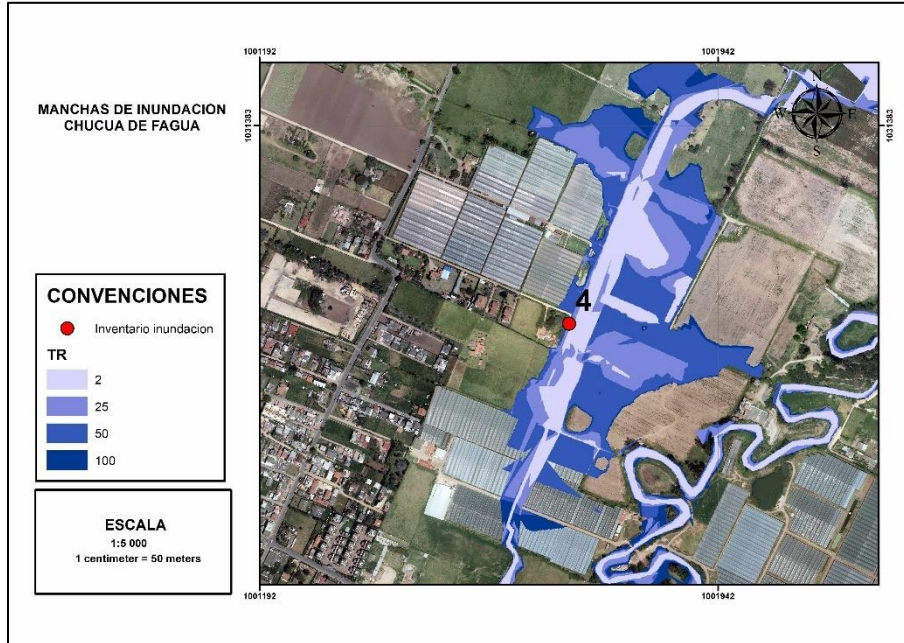 MANCHAS DE INUNDACION
CHUCUA DE FAGUA
CONVENCIONES
Inventario inundacion
TR
2
25
50
100
ESCALA
1:5 000
1 centimeter = 50 meters
1001192
1001942
1031383
1031383
N
W
E
S
4
1001192
1001942